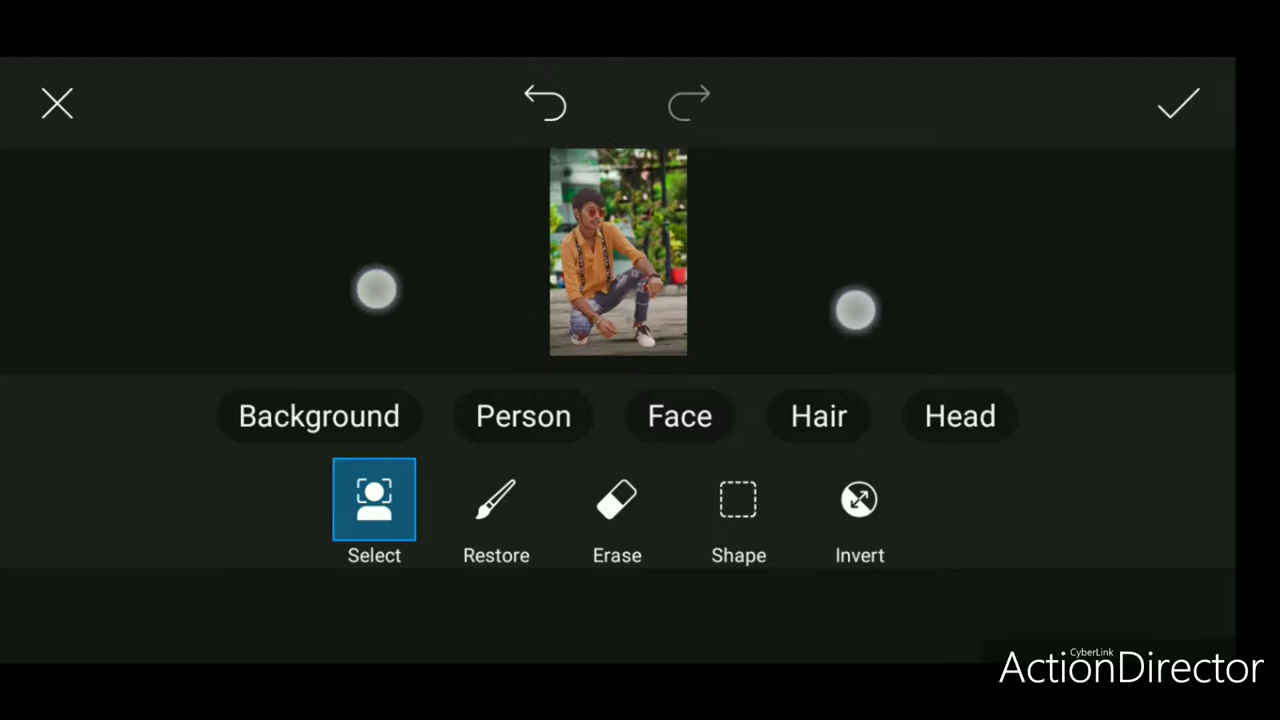 Background Person Face Hair Head
Select Restore Erase Shape Invert
CyberLink
ActionDirector